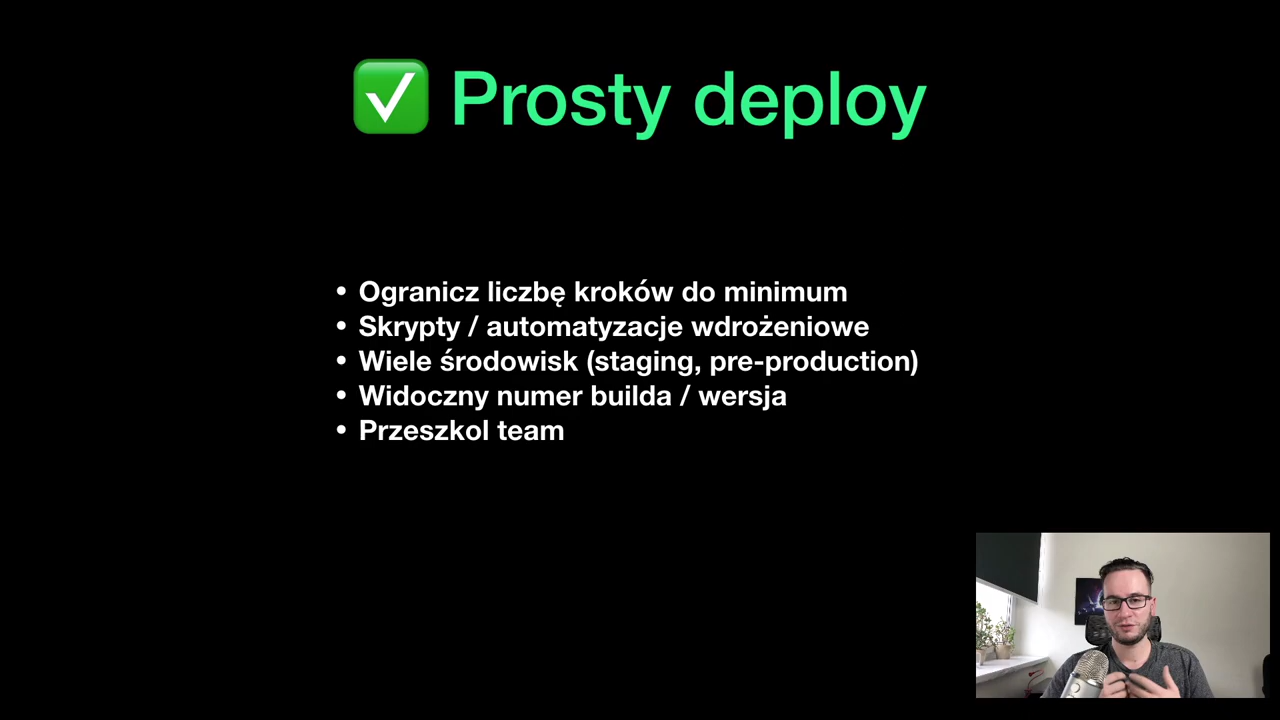 ✅ Prosty deploy
• Ogranicz liczbę kroków do minimum
• Skrypty / automatyzacje wdrożeniowe
• Wiele środowisk (staging, pre-production)
• Widoczny numer builda / wersja
• Przeszkol team